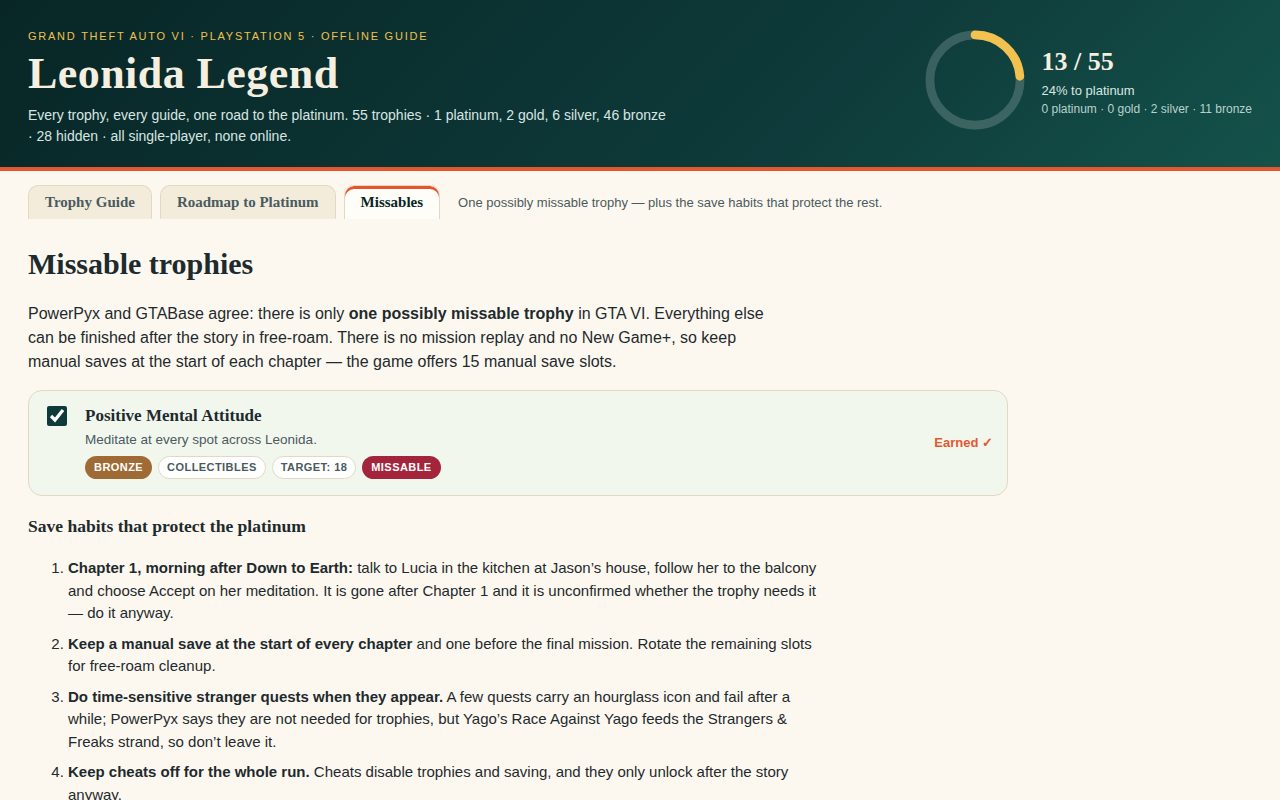 GRAND THEFT AUTO VI · PLAYSTATION 5 · OFFLINE GUIDE
Leonida Legend
Every trophy, every guide, one road to the platinum. 55 trophies · 1 platinum, 2 gold, 6 silver, 46 bronze
· 28 hidden · all single-player, none online.
13 / 55
24% to platinum
0 platinum · 0 gold · 2 silver · 11 bronze
Trophy Guide
Roadmap to Platinum
Missables
One possibly missable trophy — plus the save habits that protect the rest.
Missable trophies
PowerPyx and GTABase agree: there is only one possibly missable trophy in GTA VI. Everything else
can be finished after the story in free-roam. There is no mission replay and no New Game+, so keep
manual saves at the start of each chapter — the game offers 15 manual save slots.
Positive Mental Attitude
Meditate at every spot across Leonida.
BRONZE
COLLECTIBLES
TARGET: 18
MISSABLE
Earned ✓
Save habits that protect the platinum
1. Chapter 1, morning after Down to Earth: talk to Lucia in the kitchen at Jason’s house, follow her to the balcony
and choose Accept on her meditation. It is gone after Chapter 1 and it is unconfirmed whether the trophy needs it
— do it anyway.
2. Keep a manual save at the start of every chapter and one before the final mission. Rotate the remaining slots
for free-roam cleanup.
3. Do time-sensitive stranger quests when they appear. A few quests carry an hourglass icon and fail after a
while; PowerPyx says they are not needed for trophies, but Yago’s Race Against Yago feeds the Strangers &
Freaks strand, so don’t leave it.
4. Keep cheats off for the whole run. Cheats disable trophies and saving, and they only unlock after the story
anyway.